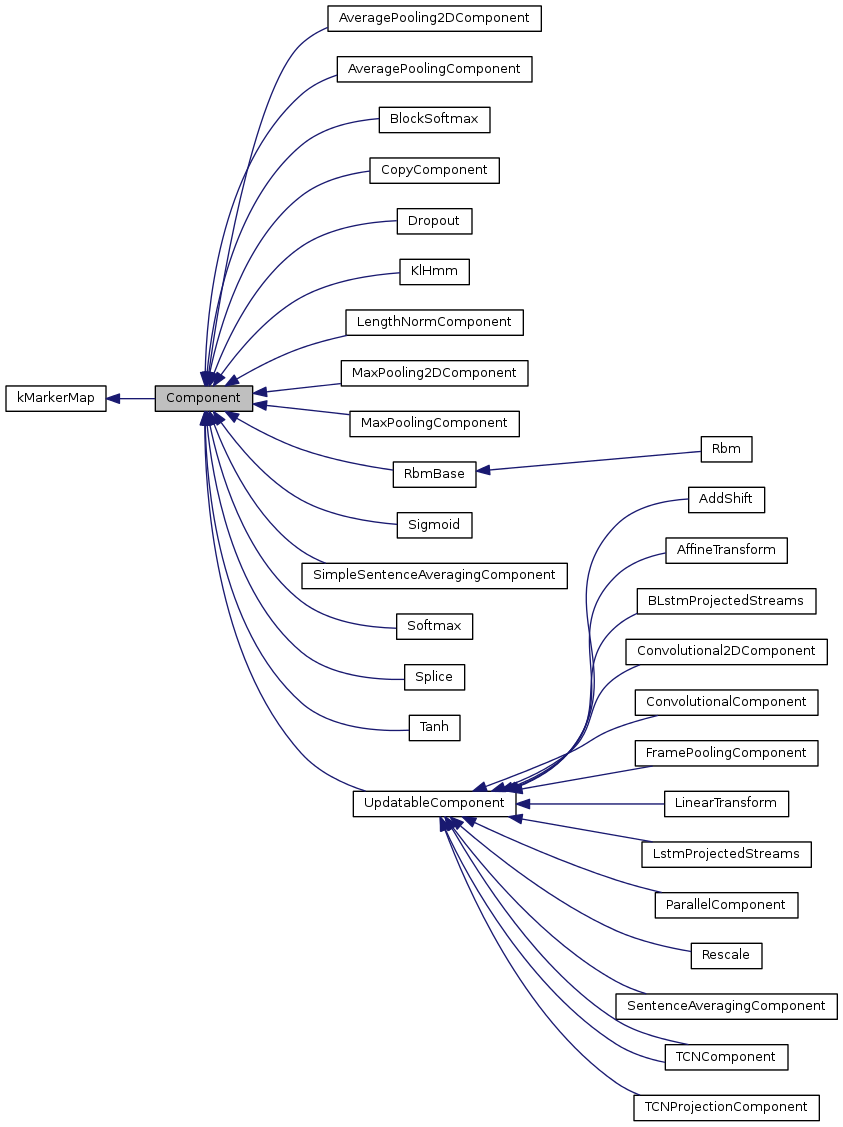 AveragePooling2DComponent
AveragePoolingComponent
BlockSoftmax
CopyComponent
Dropout
KlHmm
LengthNormComponent
MaxPooling2DComponent
kMarkerMap
Component
MaxPoolingComponent
Rbm
RbmBase
AddShift
Sigmoid
AffineTransform
SimpleSentenceAveragingComponent
BLstmProjectedStreams
Softmax
Convolutional2DComponent
Splice
ConvolutionalComponent
Tanh
FramePoolingComponent
UpdatableComponent
LinearTransform
LstmProjectedStreams
ParallelComponent
Rescale
SentenceAveragingComponent
TCNComponent
TCNProjectionComponent